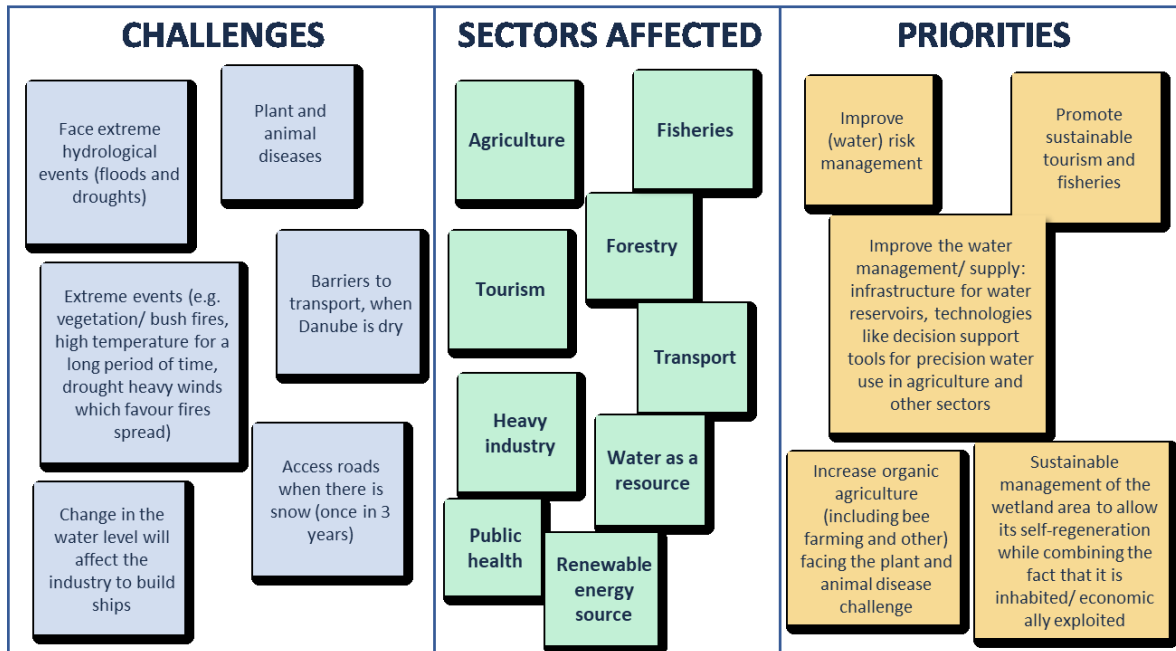 CHALLENGES
Face extreme
hydrological
events (floods and
droughts)
Plant and
animal
diseases
Extreme events (e.g.
vegetation/ bush fires,
high temperature for a
long period of time,
drought heavy winds
which favour fires
spread)
Barriers to
transport, when
Danube is dry
Change in the
water level will
affect the
industry to build
ships
Access roads
when there is
snow (once in 3
years)
SECTORS AFFECTED
Agriculture
Fisheries
Forestry
Tourism
Transport
Heavy
industry
Water as a
resource
Public
health
Renewable
energy
source
PRIORITIES
Improve
(water) risk
management
Promote
sustainable
tourism and
fisheries
Improve the water
management/ supply:
infrastructure for water
reservoirs, technologies
like decision support
tools for precision water
use in agriculture and
other sectors
Increase organic
agriculture
(including bee
farming and other)
facing the plant and
animal disease
challenge
Sustainable
management of the
wetland area to allow
its self-regeneration
while combining the
fact that it is
inhabited/ economic
ally exploited